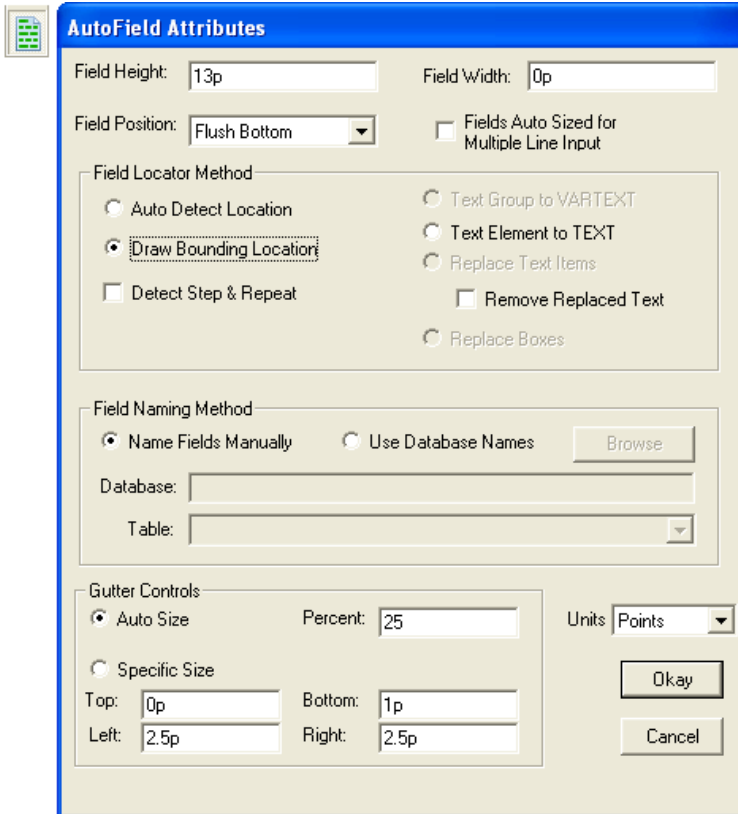 AutoField Attributes
Field Height: 13p Field Width: 0p
Field Position: Flush Bottom Fields Auto Sized for
Multiple Line Input
Field Locator Method
Auto Detect Location Text Group to VARTEXT
Draw Bounding Location Text Element to TEXT
Replace Text Items
Detect Step & Repeat Remove Replaced Text
Replace Boxes
Field Naming Method
Name Fields Manually Use Database Names Browse
Database:
Table:
Gutter Controls
Auto Size Percent: 25 Units Points
Specific Size Okay
Top: 0p Bottom: 1p
Left: 2.5p Right: 2.5p Cancel